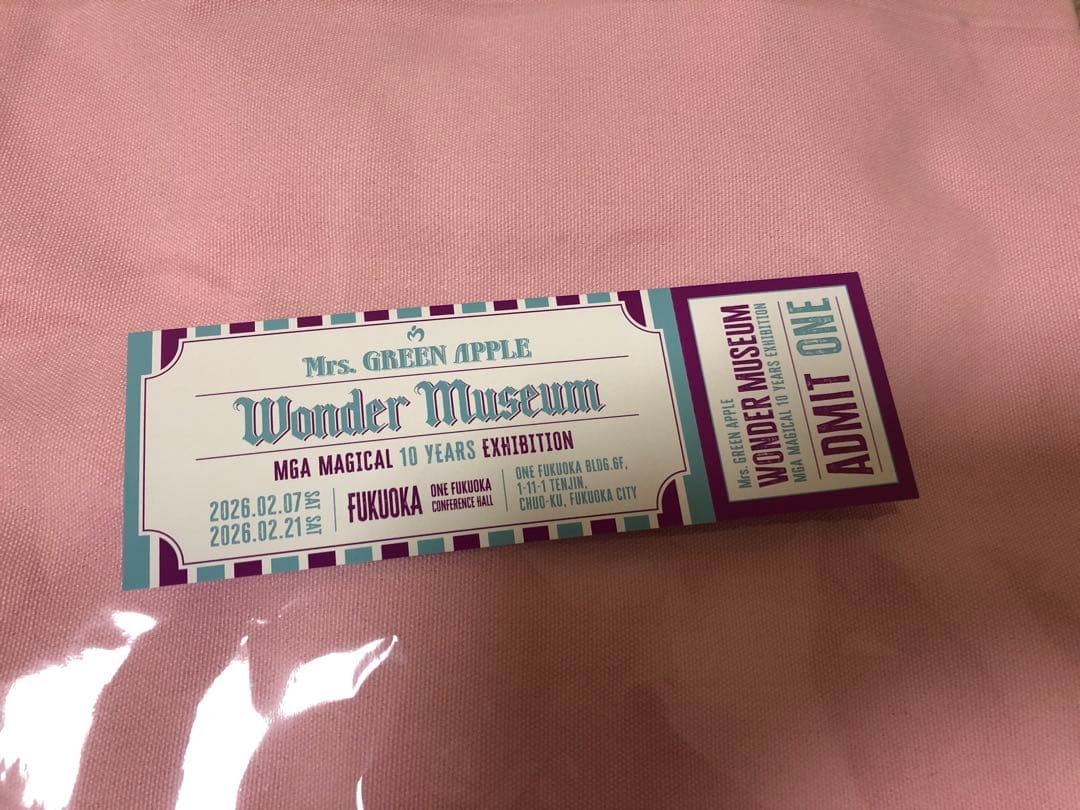 Mrs. GREEN APPLE
Wonder Museum
MGA MAGICAL 10 YEARS EXHIBITION
2026.02.07 SAT
2026.02.21 SAT
FUKUOKA
ONE FUKUOKA
CONFERENCE HALL
ONE FUKUOKA BLDG.6F,
1-11-1 TENJIN,
CHUO-KU, FUKUOKA CITY
Mrs. GREEN APPLE
WONDER MUSEUM
MGA MAGICAL 10 YEARS EXHIBITION
ADMIT ONE